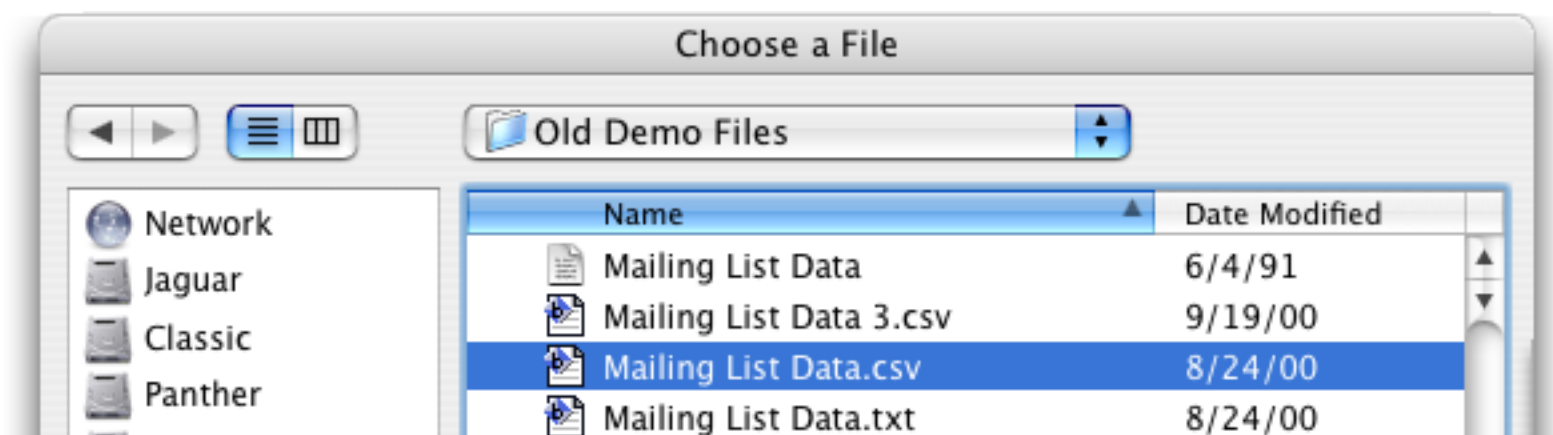 Choose a File
Old Demo Files
Network
Jaguar
Classic
Panther
Name Date Modified
Mailing List Data 6/4/91
Mailing List Data 3.csv 9/19/00
Mailing List Data.csv 8/24/00
Mailing List Data.txt 8/24/00